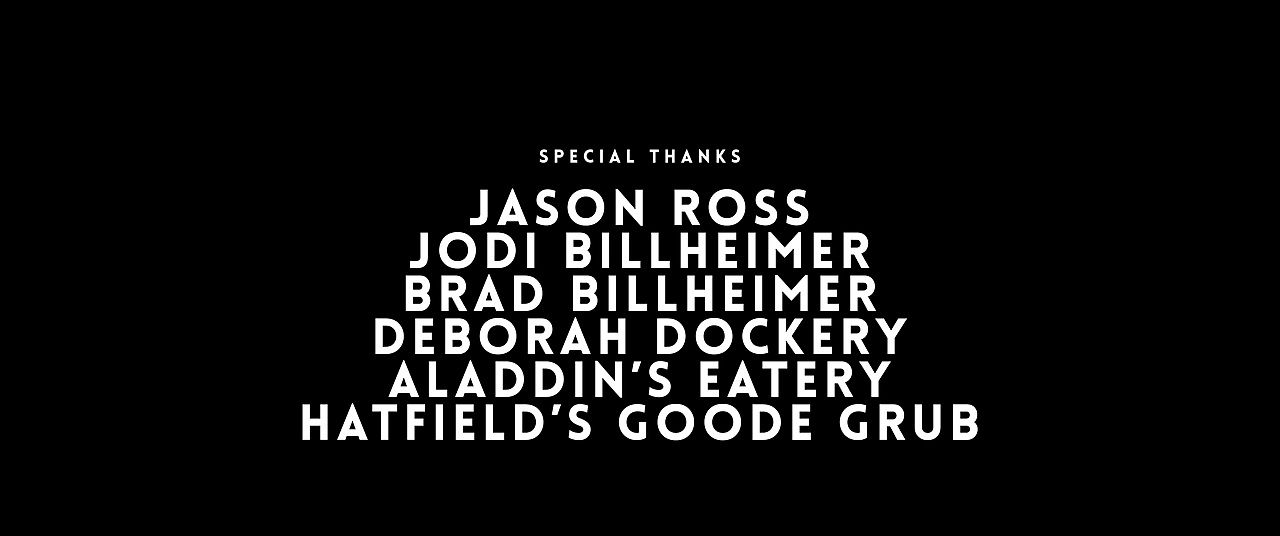 SPECIAL THANKS
JASON ROSS
JODI BILLHEIMER
BRAD BILLHEIMER
DEBORAH DOCKERY
ALADDIN'S EATERY
HATFIELD'S GOODE GRUB